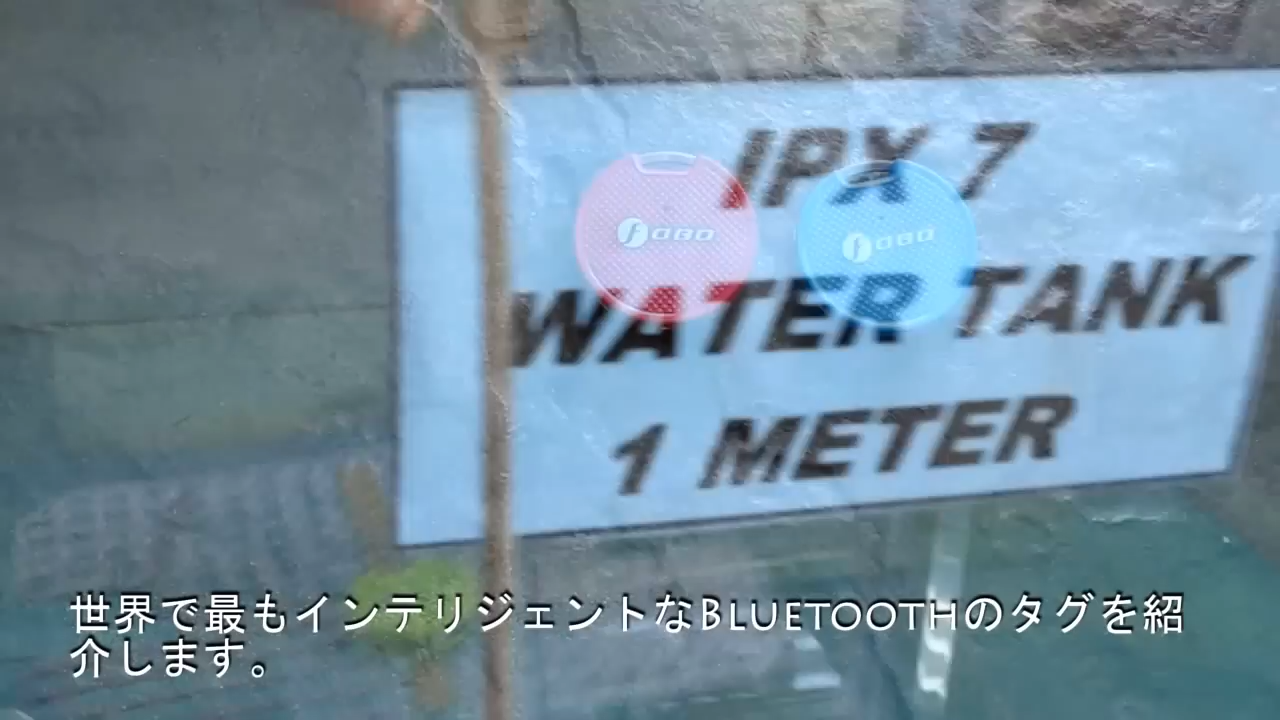 IPX 7
WATER TANK
1 METER
fOBO
fOBO
世界で最もインテリジェントなBLUETOOTHのタグを紹
介します。